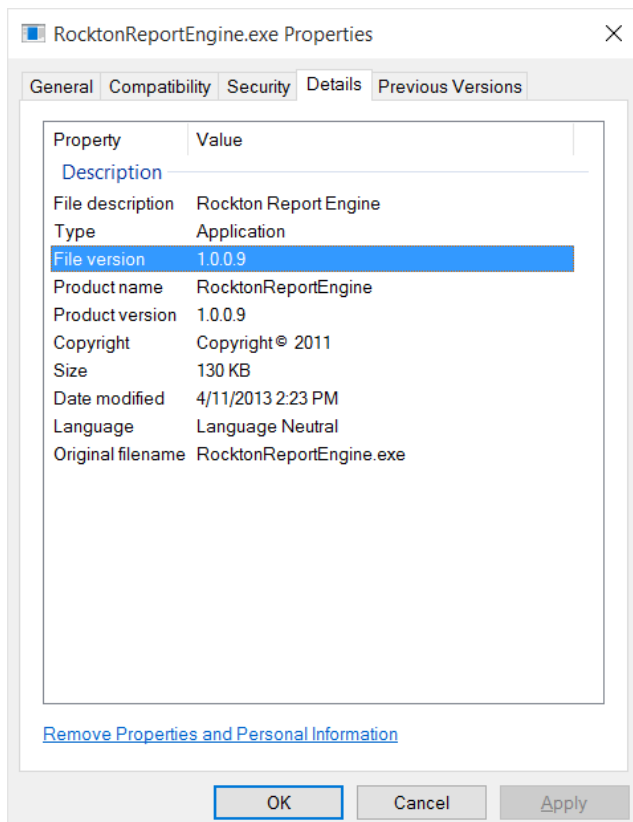 RocktonReportEngine.exe Properties
General Compatibility Security Details Previous Versions
Property Value
Description
File description Rockton Report Engine
Type Application
File version 1.0.0.9
Product name RocktonReportEngine
Product version 1.0.0.9
Copyright Copyright © 2011
Size 130 KB
Date modified 4/11/2013 2:23 PM
Language Language Neutral
Original filename RocktonReportEngine.exe
Remove Properties and Personal Information
OK Cancel Apply